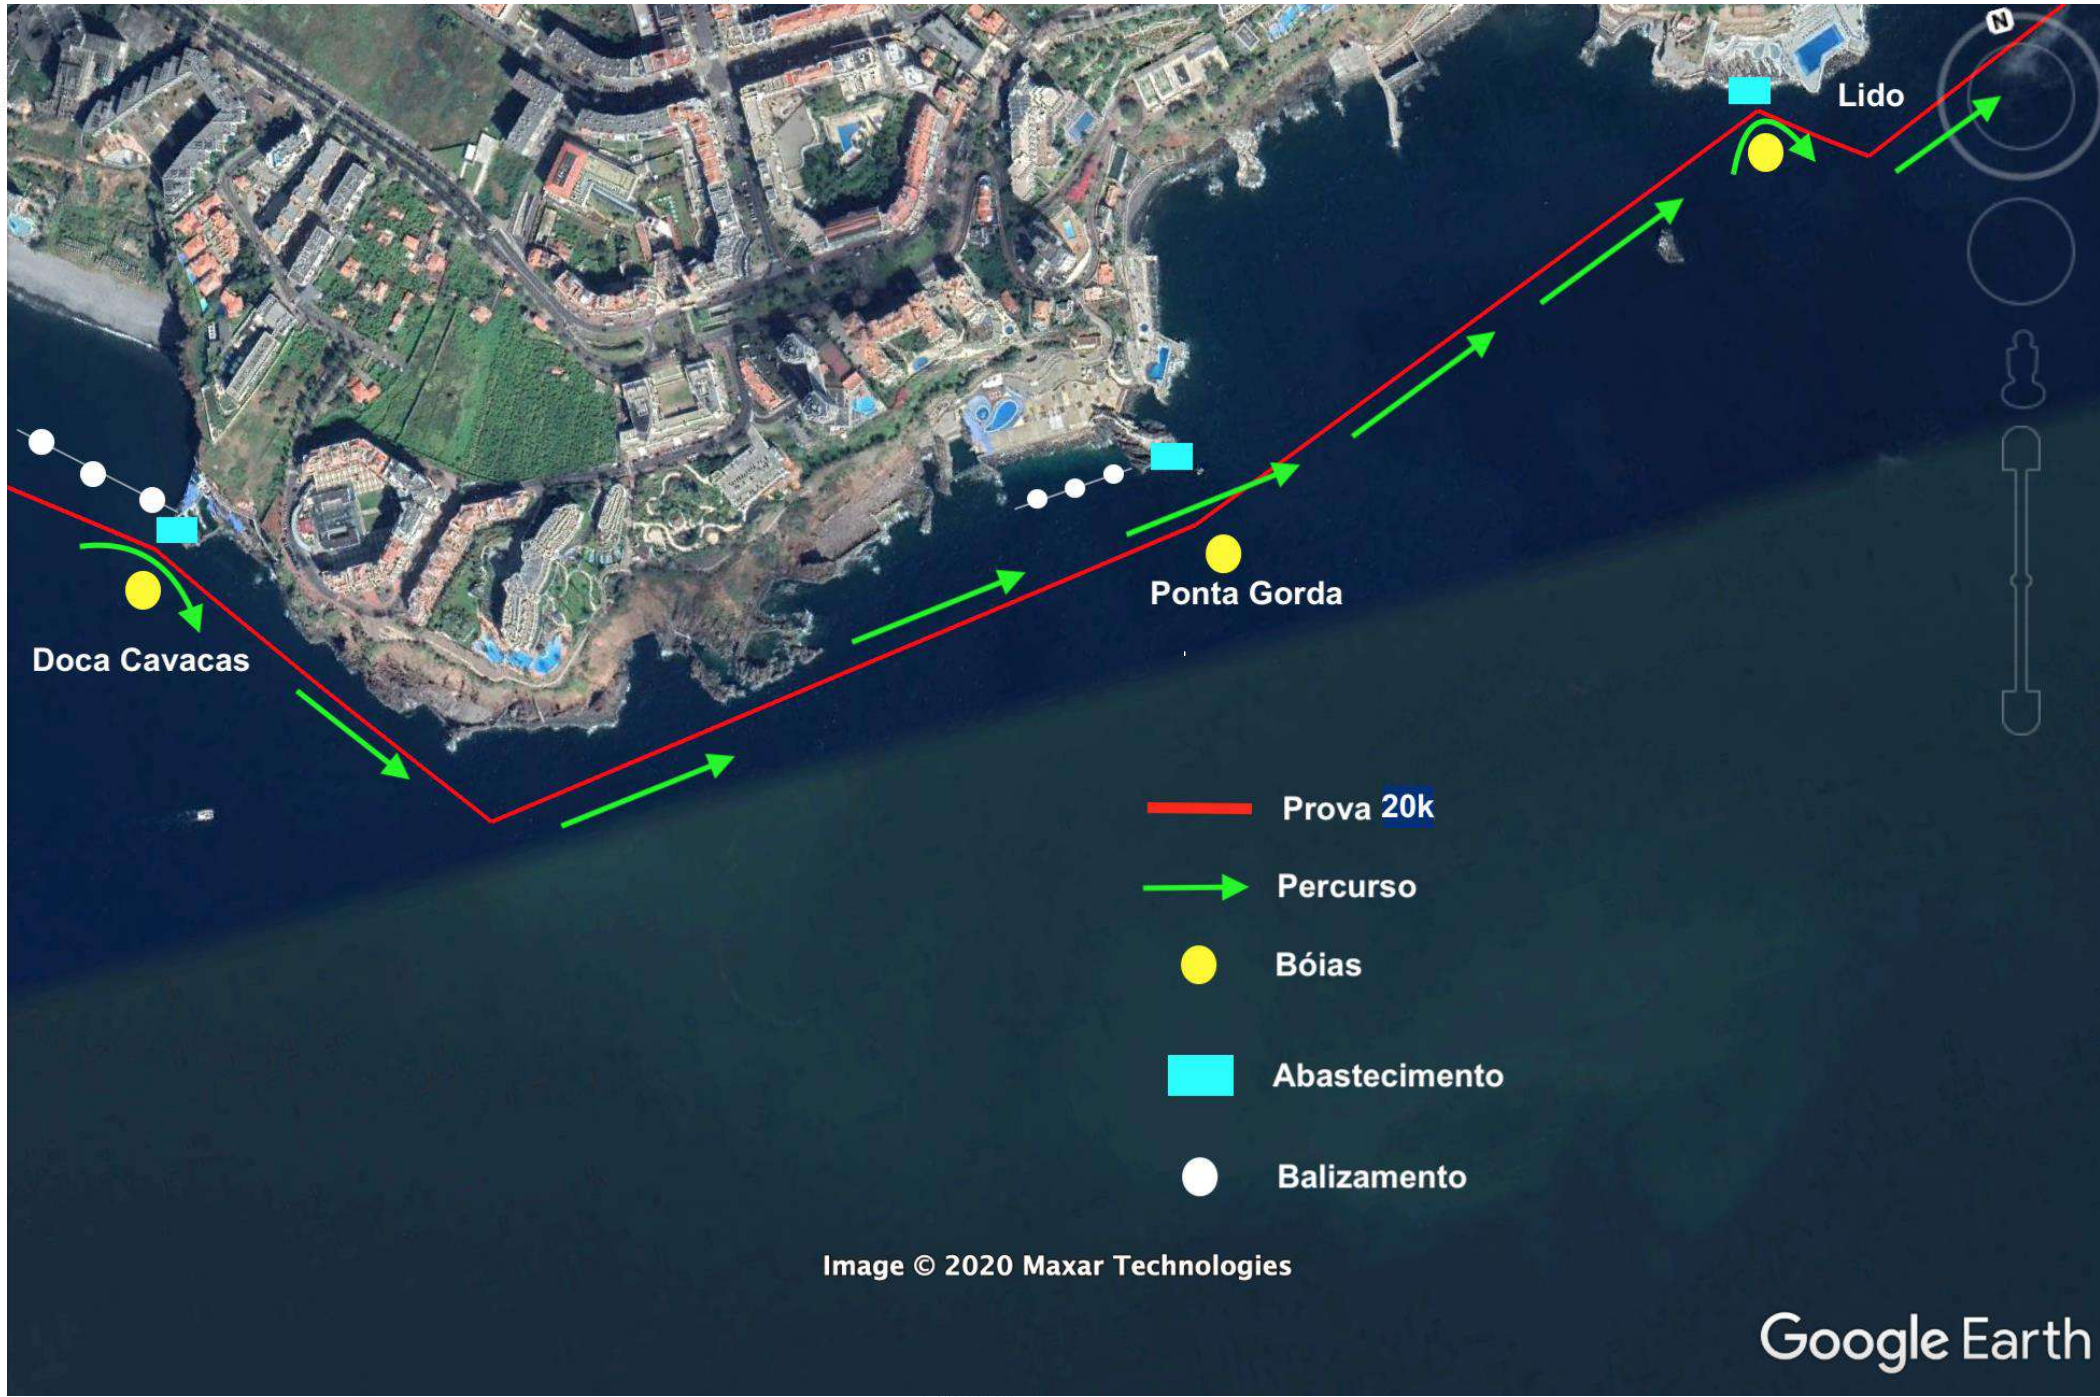 N
Lido
Ponta Gorda
Doca Cavacas
Prova 20k
Percurso
Bóias
Abastecimento
Balizamento
Image © 2020 Maxar Technologies
Google Earth